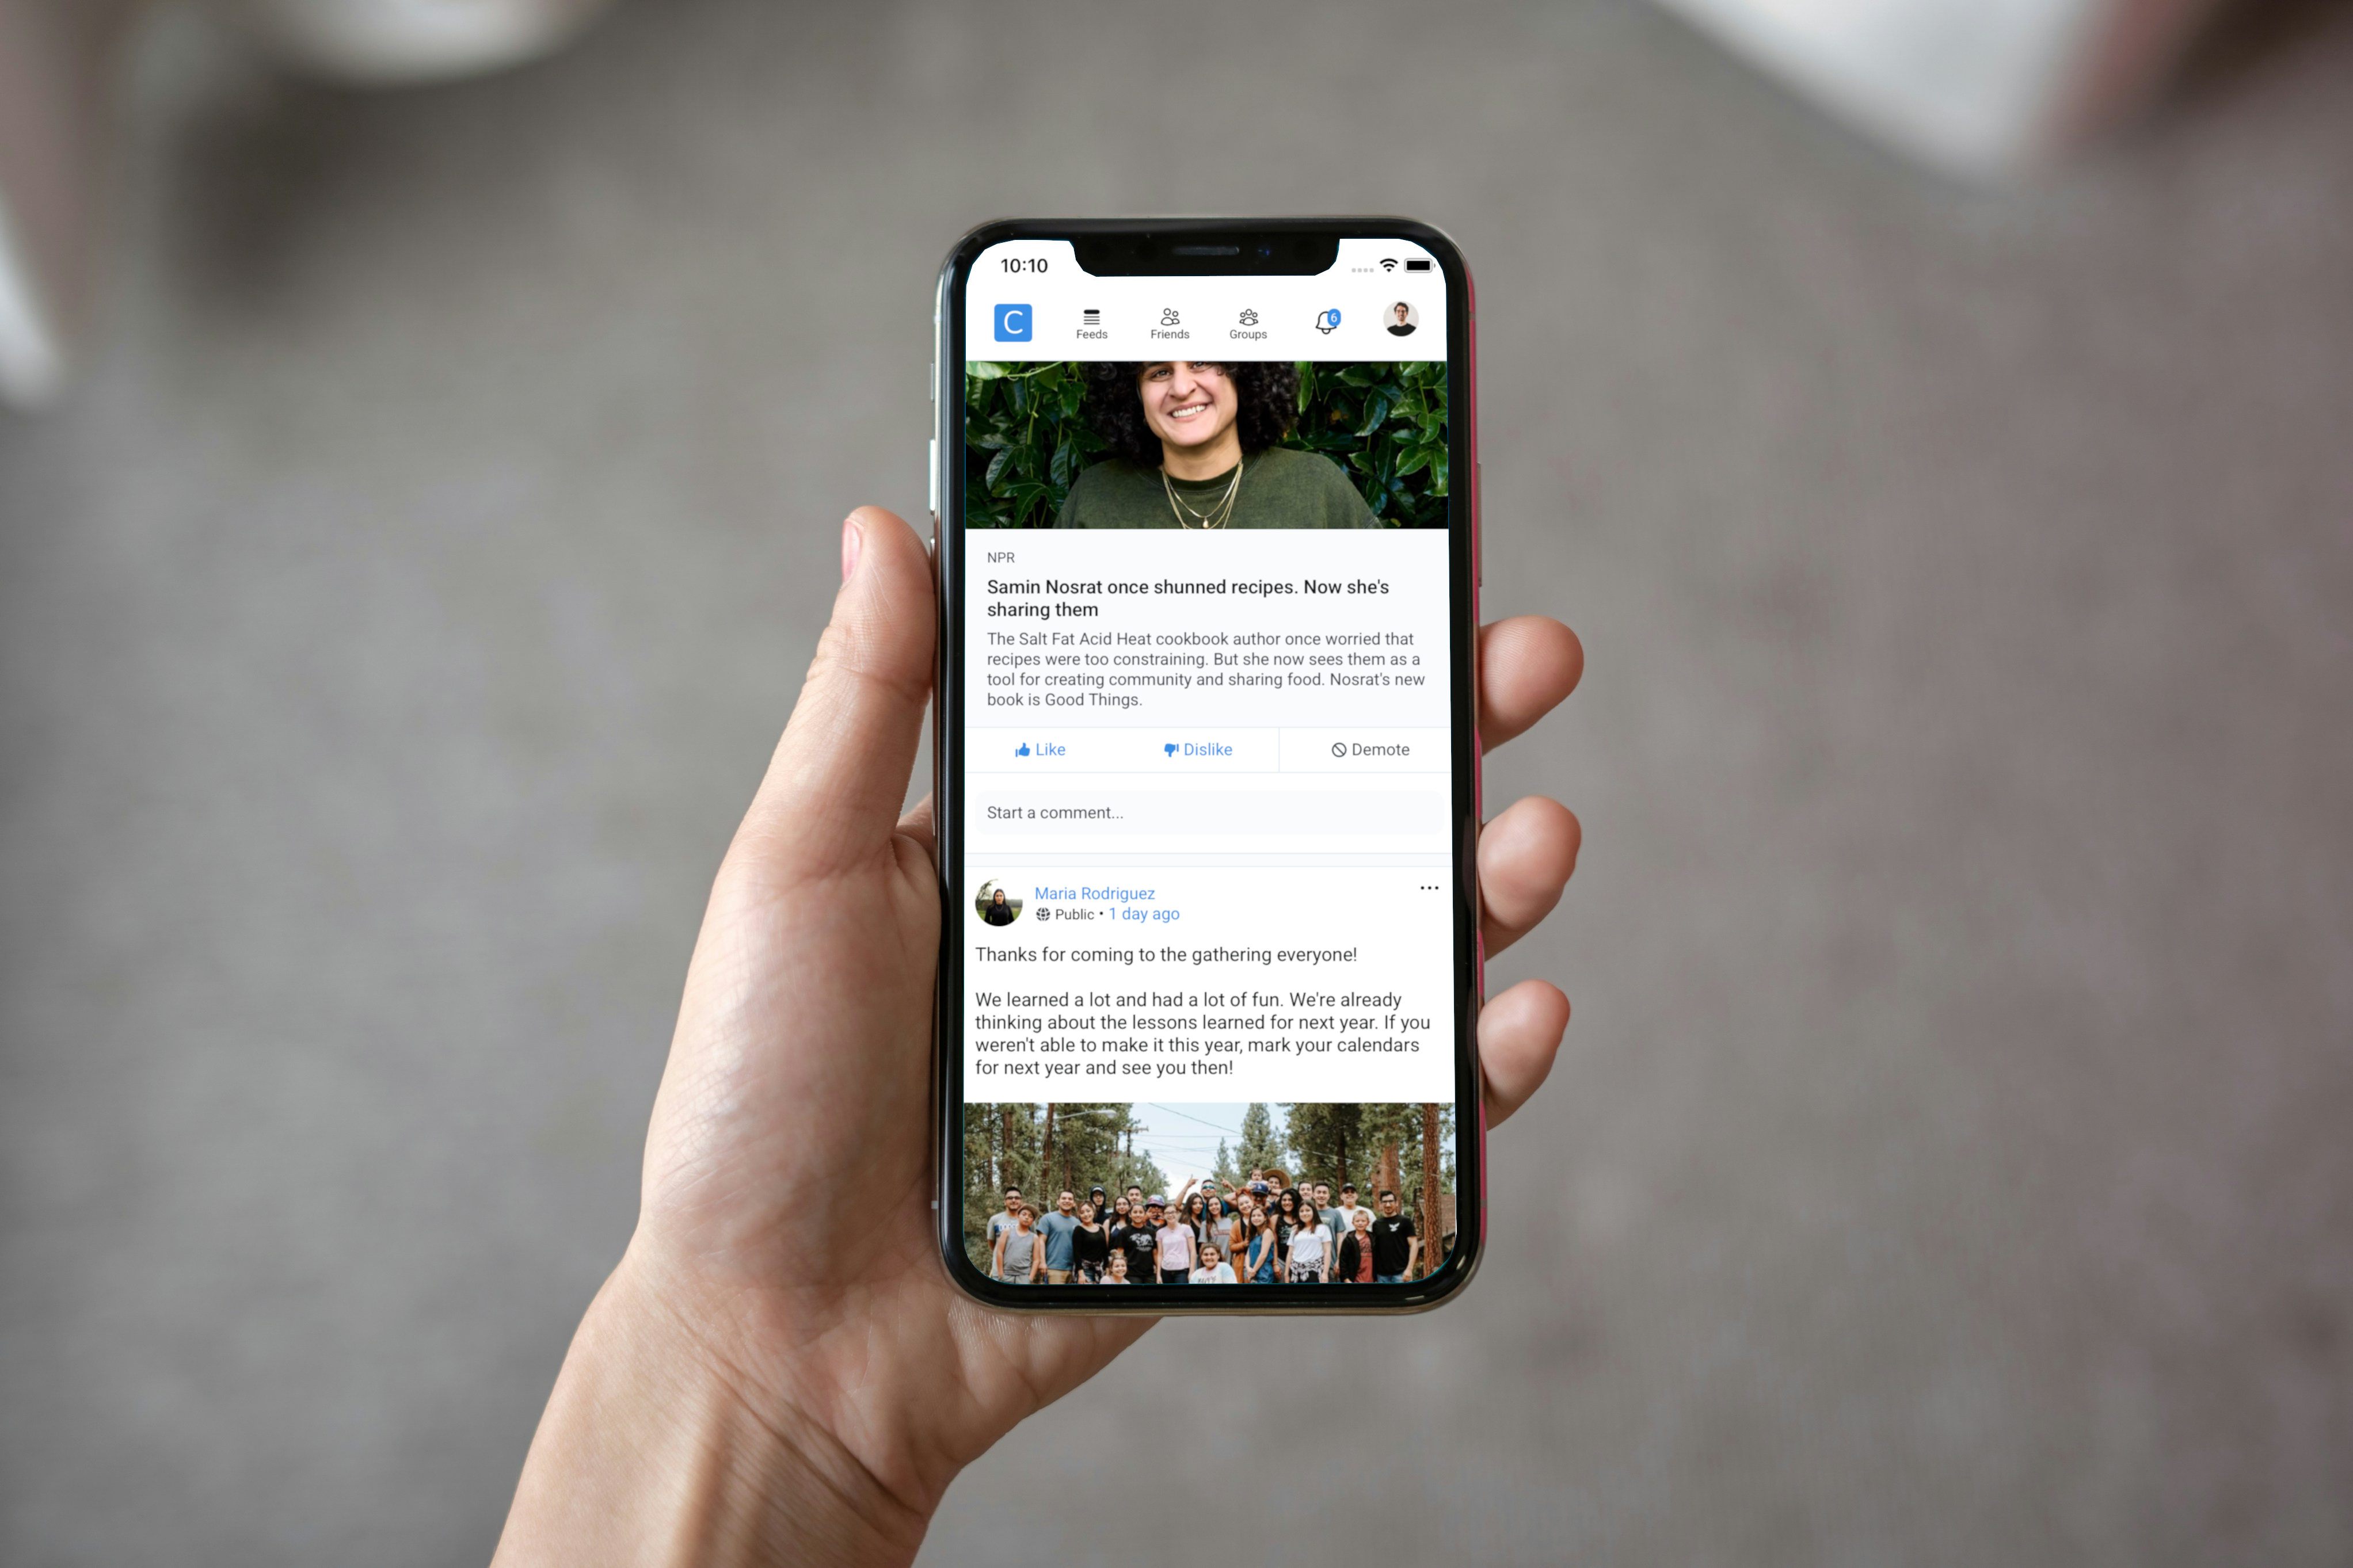 10:10
C
Feeds
Friends
Groups
6
NPR
Samin Nosrat once shunned recipes. Now she's
sharing them
The Salt Fat Acid Heat cookbook author once worried that
recipes were too constraining. But she now sees them as a
tool for creating community and sharing food. Nosrat's new
book is Good Things.
Like Dislike Demote
Start a comment...
Maria Rodriguez
Public • 1 day ago
Thanks for coming to the gathering everyone!
We learned a lot and had a lot of fun. We're already
thinking about the lessons learned for next year. If you
weren't able to make it this year, mark your calendars
for next year and see you then!